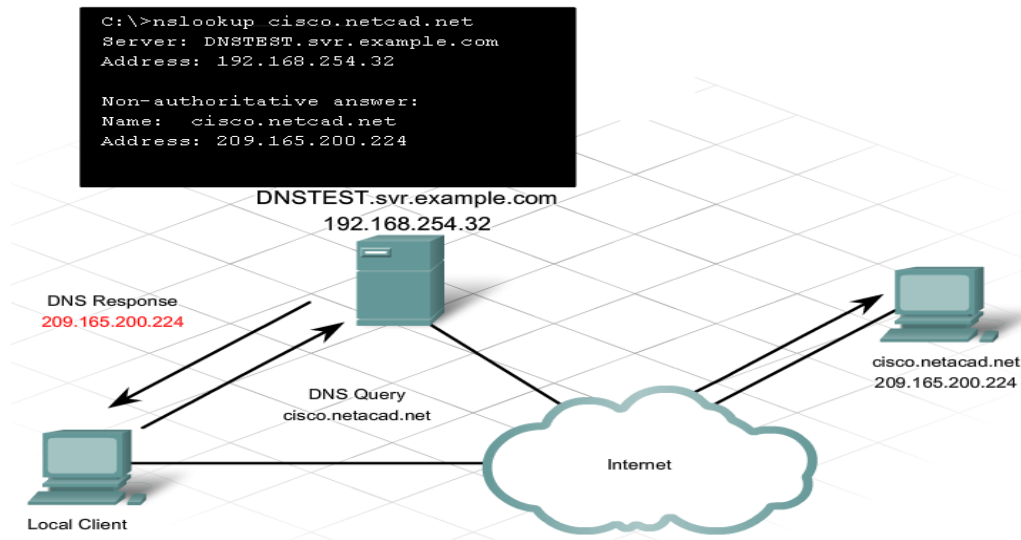 C:\>nslookup cisco.netcad.net
Server: DNSTEST.svr.example.com
Address: 192.168.254.32
Non-authoritative answer:
Name: cisco.netcad.net
Address: 209.165.200.224
DNSTEST.svr.example.com
192.168.254.32
DNS Response
209.165.200.224
DNS Query
cisco.netacad.net
cisco.netacad.net
209.165.200.224
Internet
Local Client